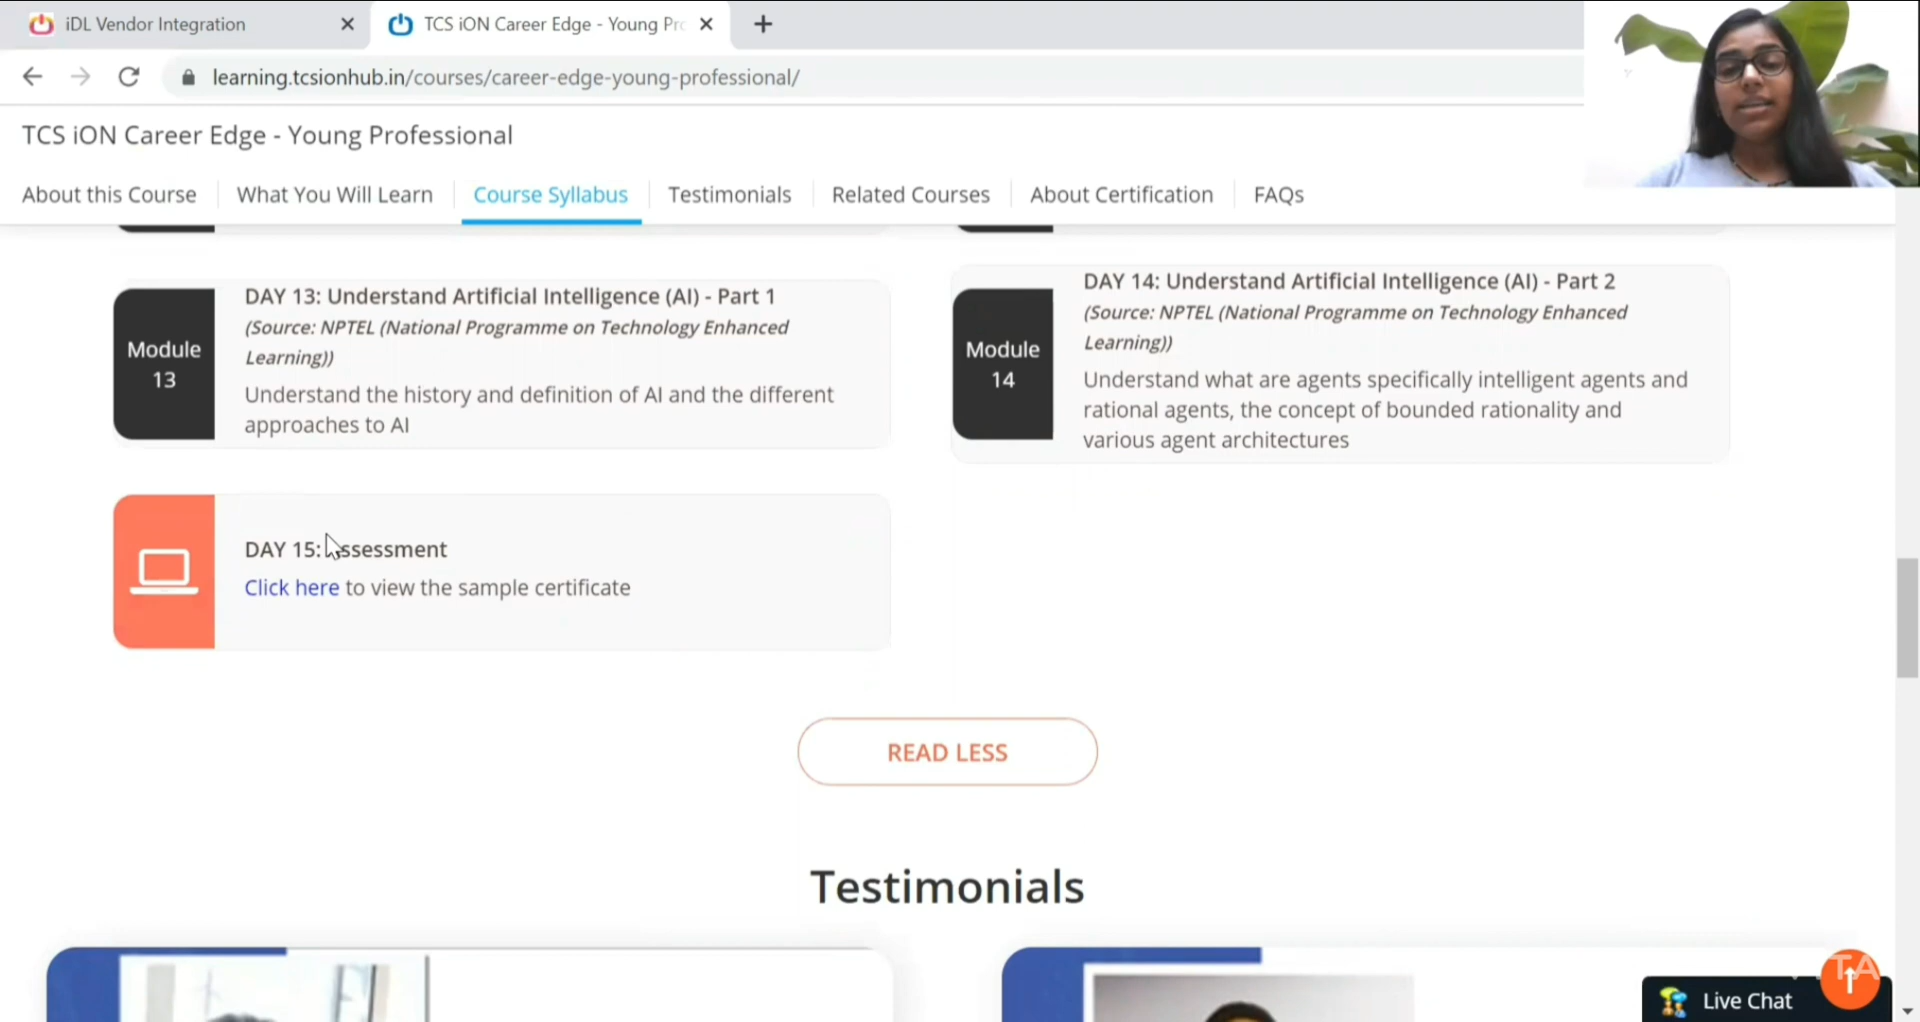 iDL Vendor Integration
TCS iON Career Edge - Young Pro
learning.tcsionhub.in/courses/career-edge-young-professional/
TCS iON Career Edge - Young Professional
About this Course
What You Will Learn
Course Syllabus
Testimonials
Related Courses
About Certification
FAQs
Module
13
DAY 13: Understand Artificial Intelligence (AI) - Part 1
(Source: NPTEL (National Programme on Technology Enhanced
Learning))
Understand the history and definition of AI and the different
approaches to AI
Module
14
DAY 14: Understand Artificial Intelligence (AI) - Part 2
(Source: NPTEL (National Programme on Technology Enhanced
Learning))
Understand what are agents specifically intelligent agents and
rational agents, the concept of bounded rationality and
various agent architectures
DAY 15: Assessment
Click here to view the sample certificate
READ LESS
Testimonials
Live Chat